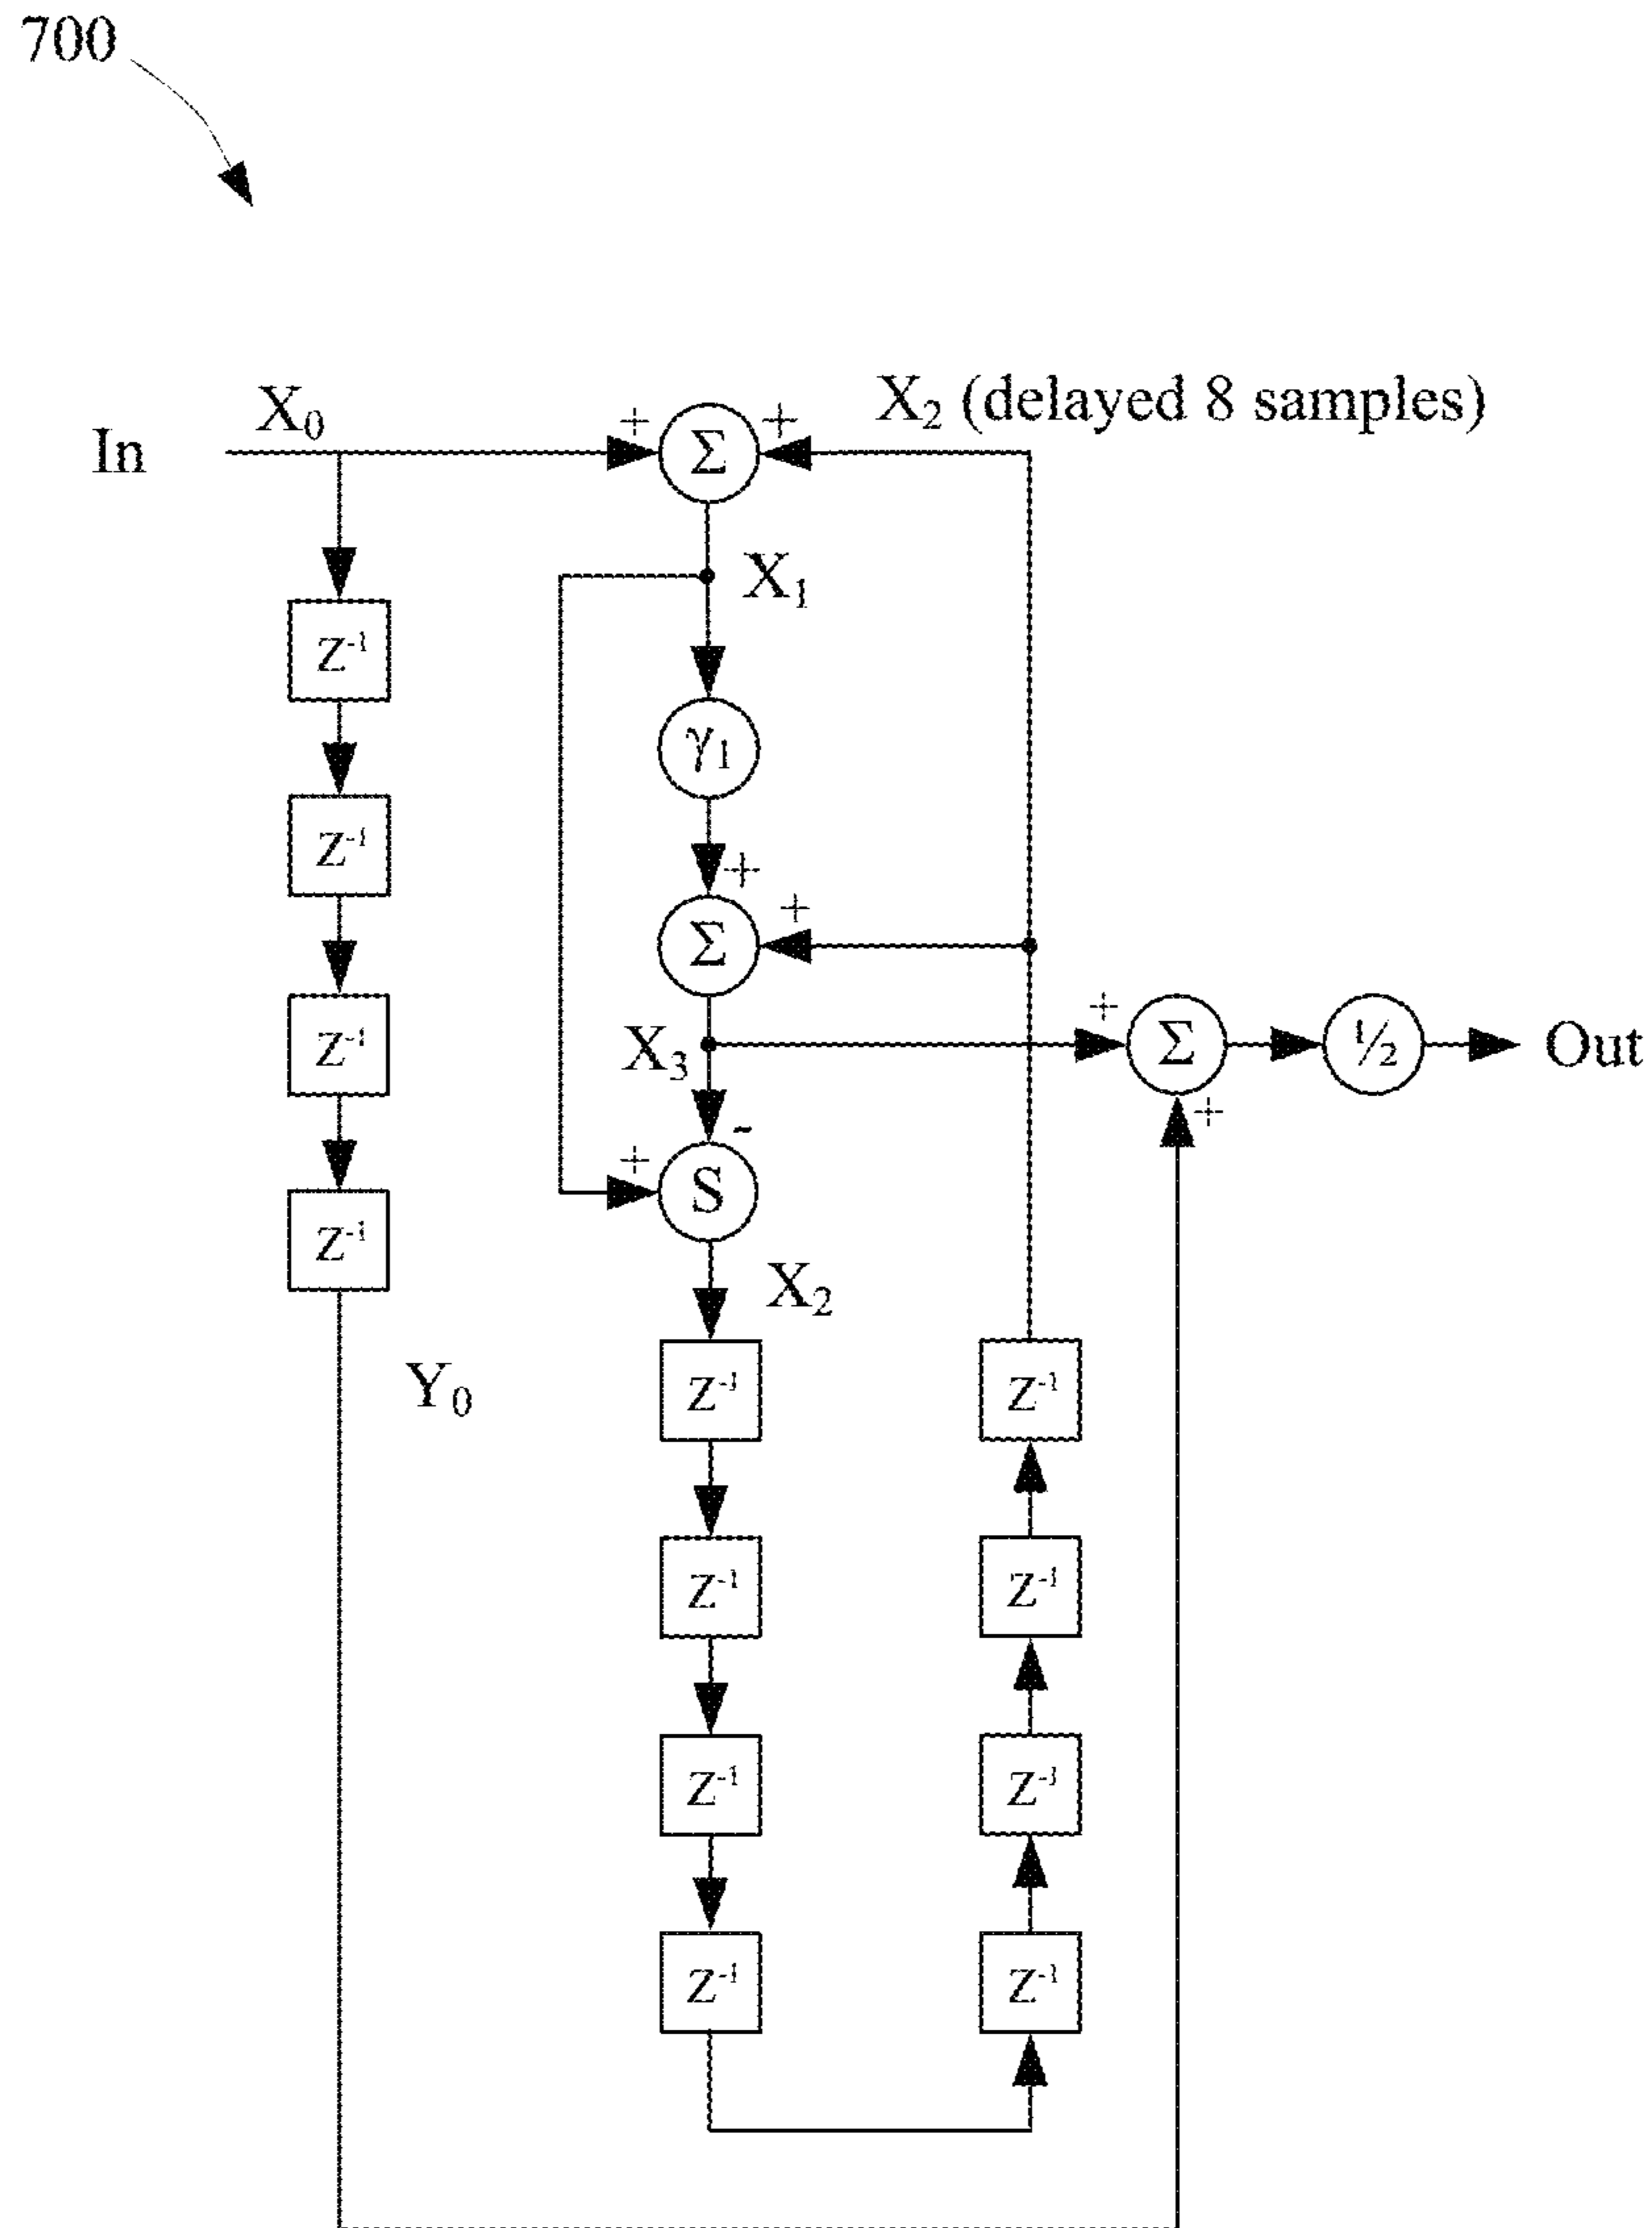 700
In
X₀
+
Σ
+
X₂ (delayed 8 samples)
X₁
Z⁻¹
γ₁
Z⁻¹
+
+
Σ
Z⁻¹
X₃
+
Σ
½
Out
+
-
+
S
Z⁻¹
X₂
Y₀
Z⁻¹
Z⁻¹
Z⁻¹
Z⁻¹
Z⁻¹
Z⁻¹
Z⁻¹
Z⁻¹